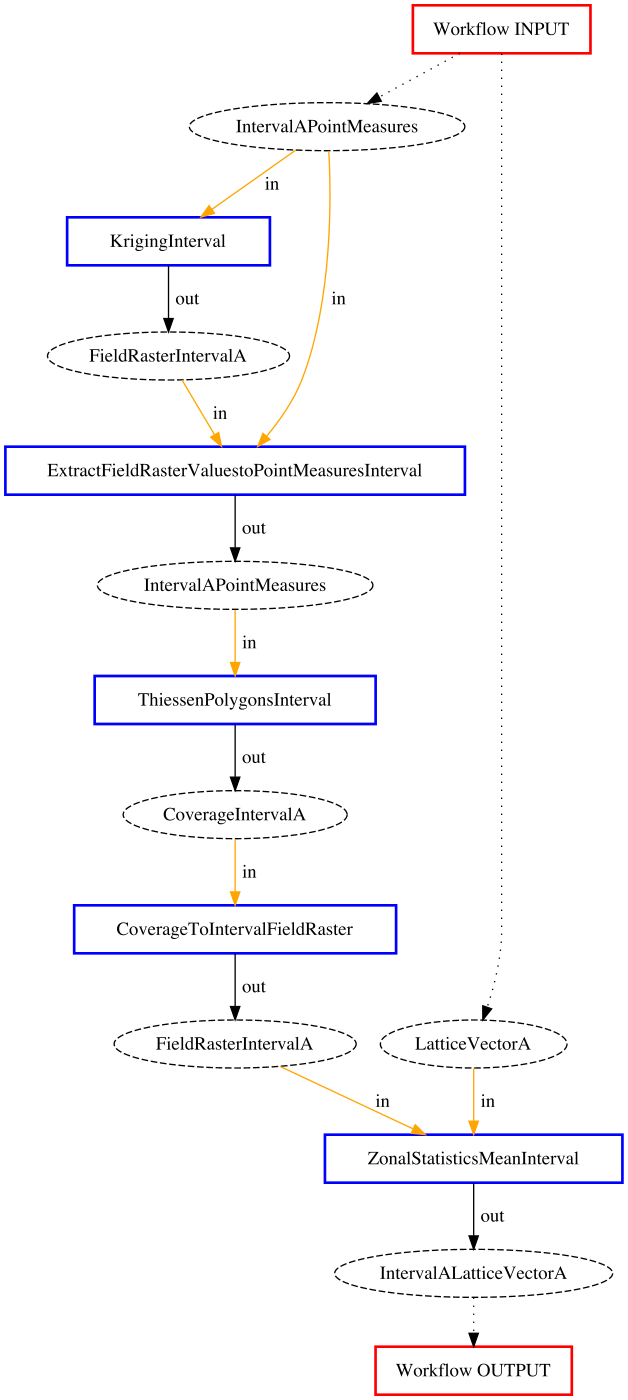 Workflow INPUT
IntervalAPointMeasures
in
KrigingInterval
out
in
FieldRasterIntervalA
in
ExtractFieldRasterValuestoPointMeasuresInterval
out
IntervalAPointMeasures
in
ThiessenPolygonsInterval
out
CoverageIntervalA
in
CoverageToIntervalFieldRaster
out
FieldRasterIntervalA
LatticeVectorA
in
in
ZonalStatisticsMeanInterval
out
IntervalALatticeVectorA
Workflow OUTPUT